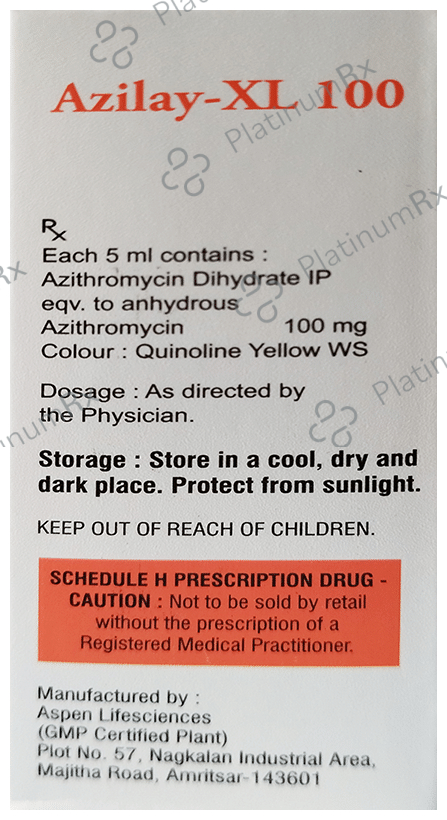 Azilay-XL 100
PlatinumRx
Rx
Each 5 ml contains :
Azithromycin Dihydrate IP
eqv. to anhydrous
Azithromycin 100 mg
Colour : Quinoline Yellow WS
Dosage : As directed by
the Physician.
Storage : Store in a cool, dry and
dark place. Protect from sunlight.
KEEP OUT OF REACH OF CHILDREN.
SCHEDULE H PRESCRIPTION DRUG -
CAUTION : Not to be sold by retail
without the prescription of a
Registered Medical Practitioner.
Manufactured by :
Aspen Lifesciences
(GMP Certified Plant)
Plot No. 57, Nagkalan Industrial Area,
Majitha Road, Amritsar-143601
PlatinumRx